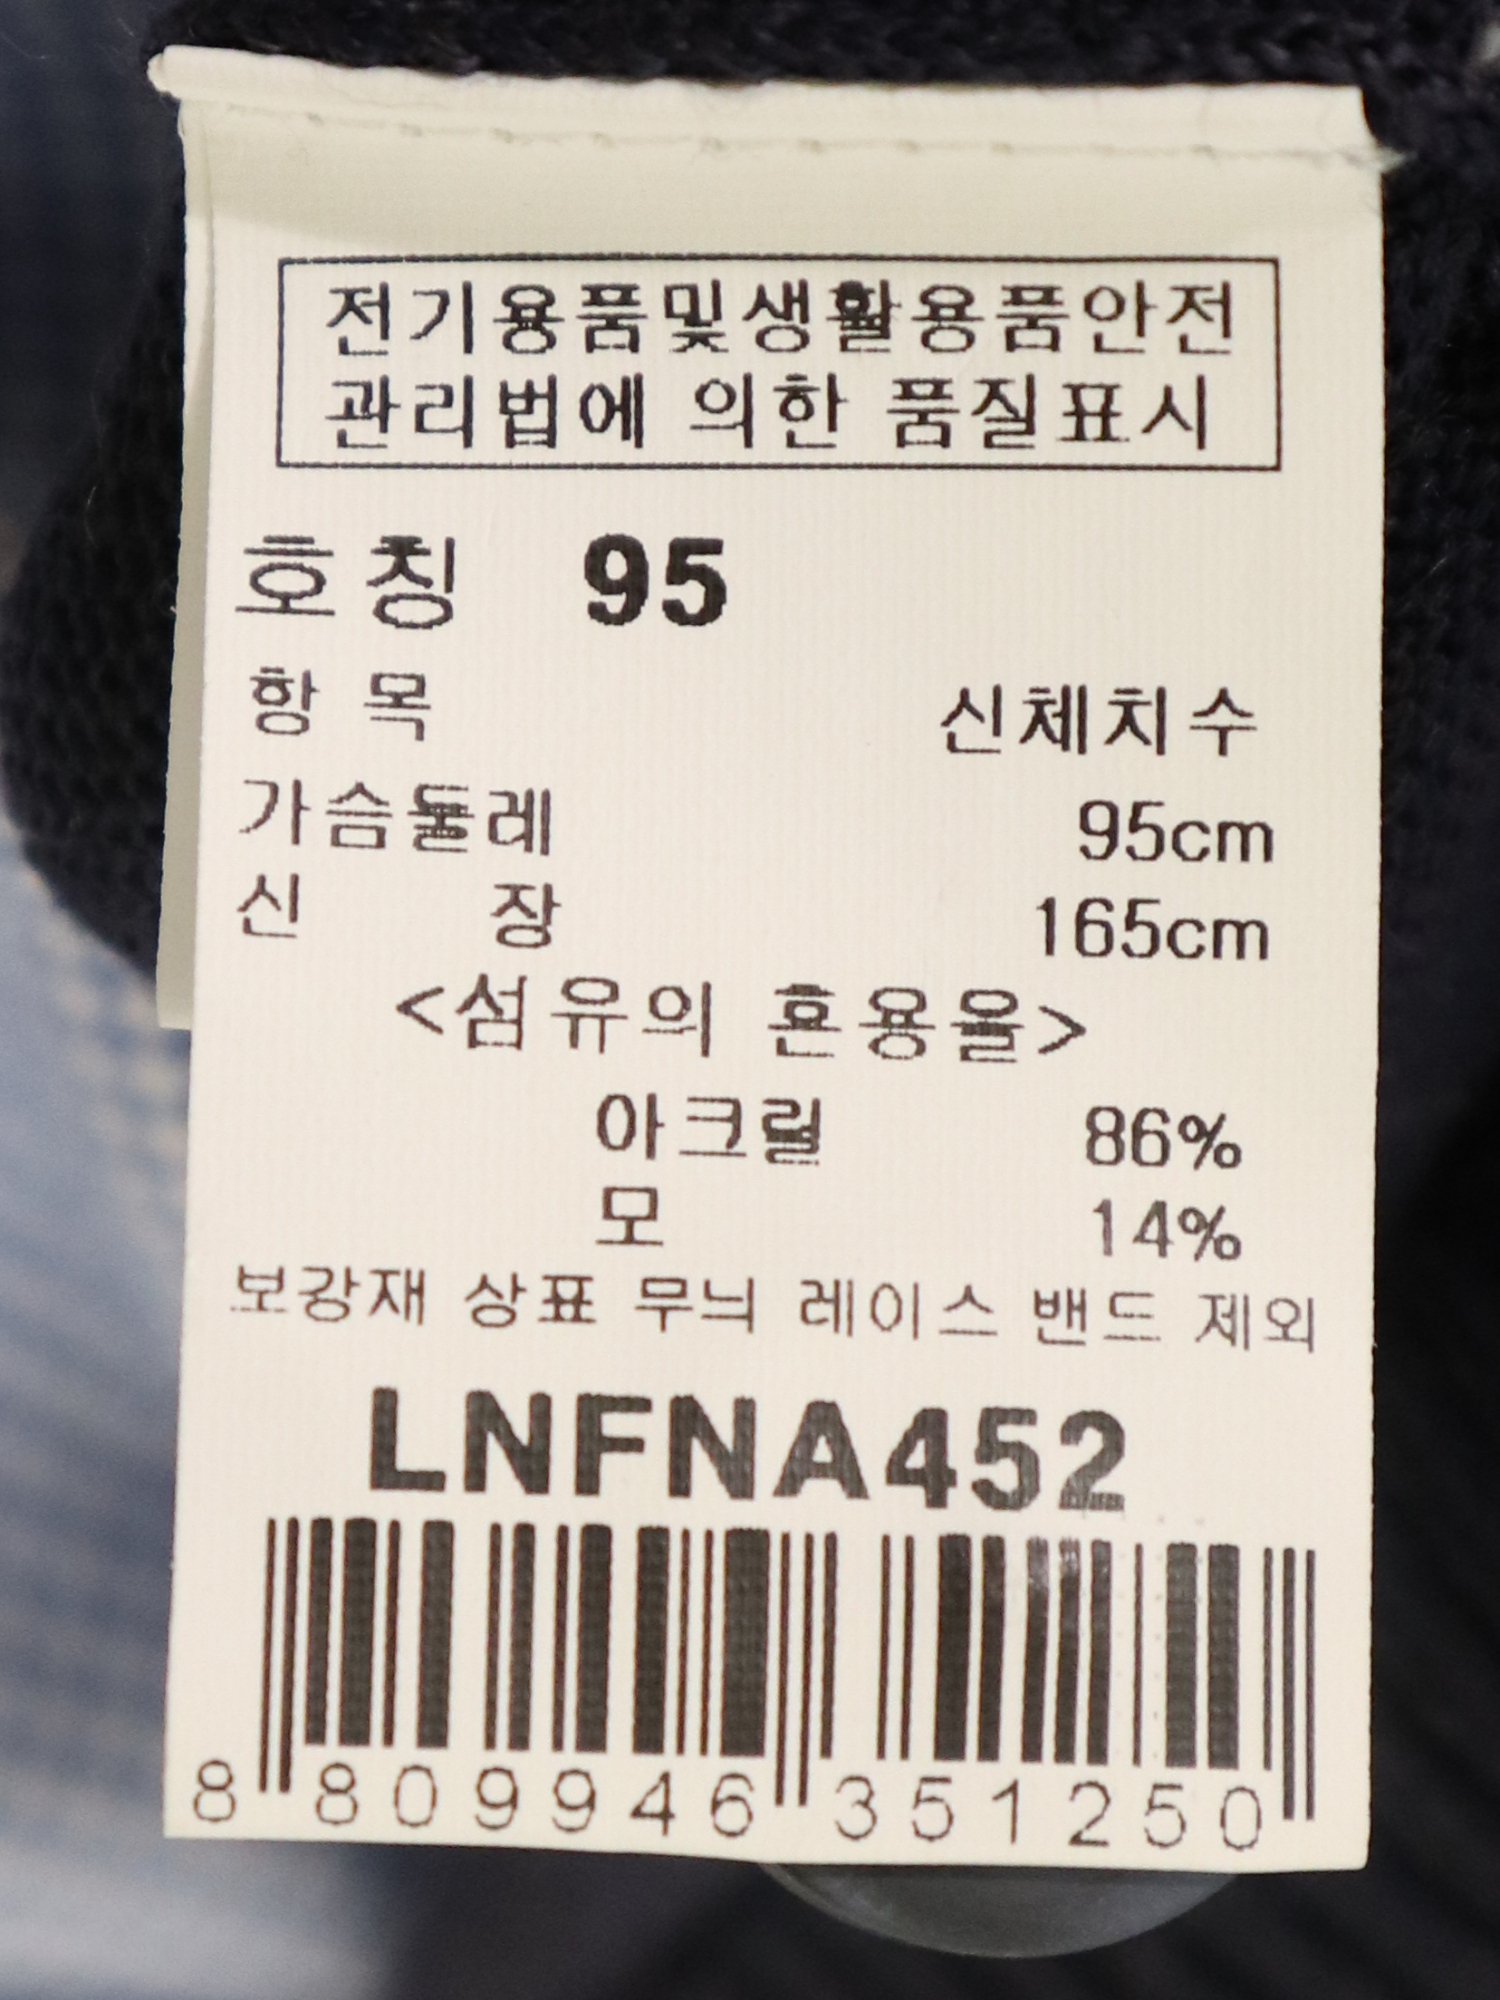 전기용품및생활용품안전
관리법에 의한 품질표시
호칭 95
항목 신체치수
가슴둘레 95cm
신 장 165cm
<섬유의 혼용율>
아크릴 86%
모 14%
보강재 상표 무늬 레이스 밴드 제외
LNFNA452
8 809946 351250